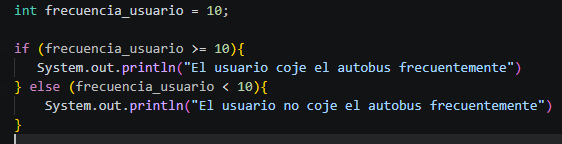 int frecuencia_usuario = 10;
if (frecuencia_usuario >= 10){
System.out.println("El usuario coje el autobus frecuentemente")
} else (frecuencia_usuario < 10){
System.out.println("El usuario no coje el autobus frecuentemente")
}